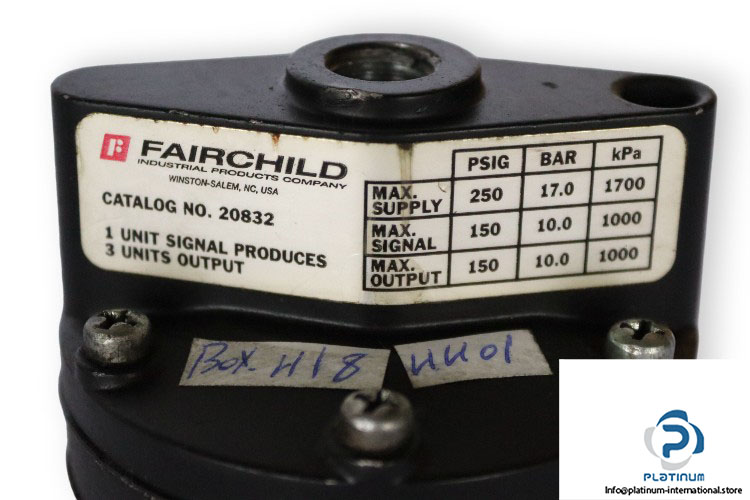 FAIRCHILD
INDUSTRIAL PRODUCTS COMPANY
WINSTON-SALEM, NC, USA
CATALOG NO. 20832
1 UNIT SIGNAL PRODUCES
3 UNITS OUTPUT
PSIG BAR kPa
MAX. SUPPLY 250 17.0 1700
MAX. SIGNAL 150 10.0 1000
MAX. OUTPUT 150 10.0 1000
Box H18
PLATINUM
Info@platinum-international.store